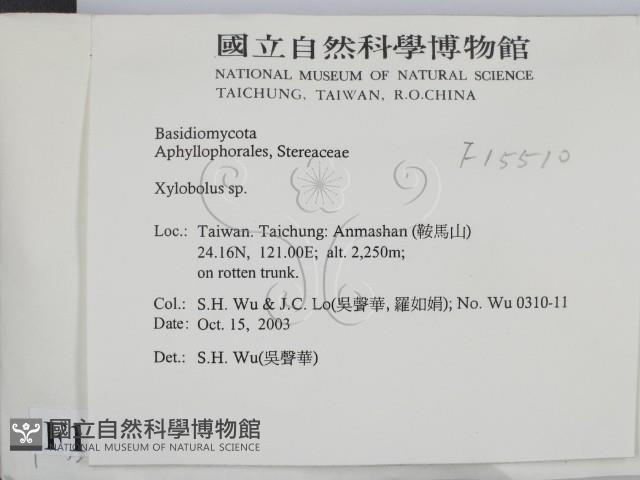 國立自然科學博物館
NATIONAL MUSEUM OF NATURAL SCIENCE
TAICHUNG, TAIWAN, R.O.CHINA
Basidiomycota
Aphyllophorales, Stereaceae
F15510
Xylobolus sp.
Loc.: Taiwan. Taichung: Anmashan (鞍馬山)
24.16N, 121.00E; alt. 2,250m;
on rotten trunk.
Col.: S.H. Wu & J.C. Lo(吳聲華, 羅如娟); No. Wu 0310-11
Date: Oct. 15, 2003
Det.: S.H. Wu(吳聲華)
國立自然科學博物館
NATIONAL MUSEUM OF NATURAL SCIENCE